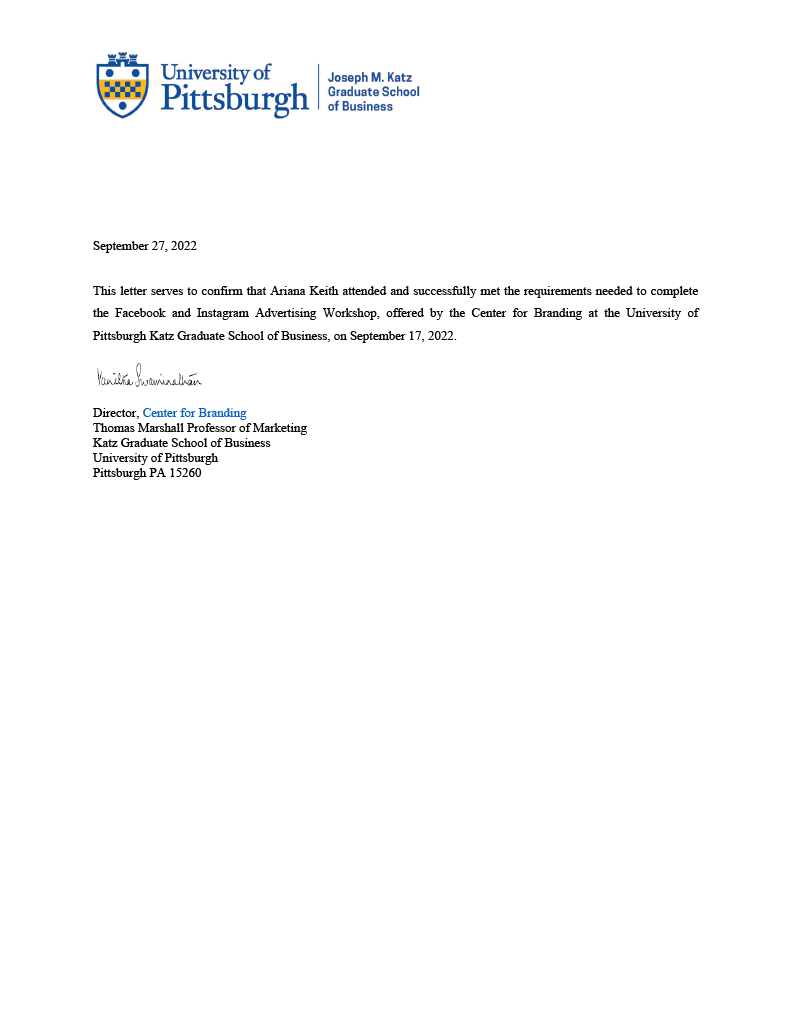 University of
Pittsburgh
Joseph M. Katz
Graduate School
of Business
September 27, 2022
This letter serves to confirm that Ariana Keith attended and successfully met the requirements needed to complete
the Facebook and Instagram Advertising Workshop, offered by the Center for Branding at the University of
Pittsburgh Katz Graduate School of Business, on September 17, 2022.
Vanitha Swaminathan
Director, Center for Branding
Thomas Marshall Professor of Marketing
Katz Graduate School of Business
University of Pittsburgh
Pittsburgh PA 15260